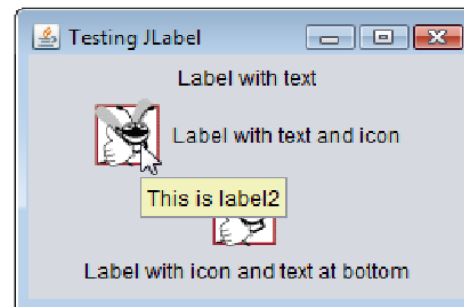 Testing JLabel
Label with text
Label with text and icon
This is label2
Label with icon and text at bottom